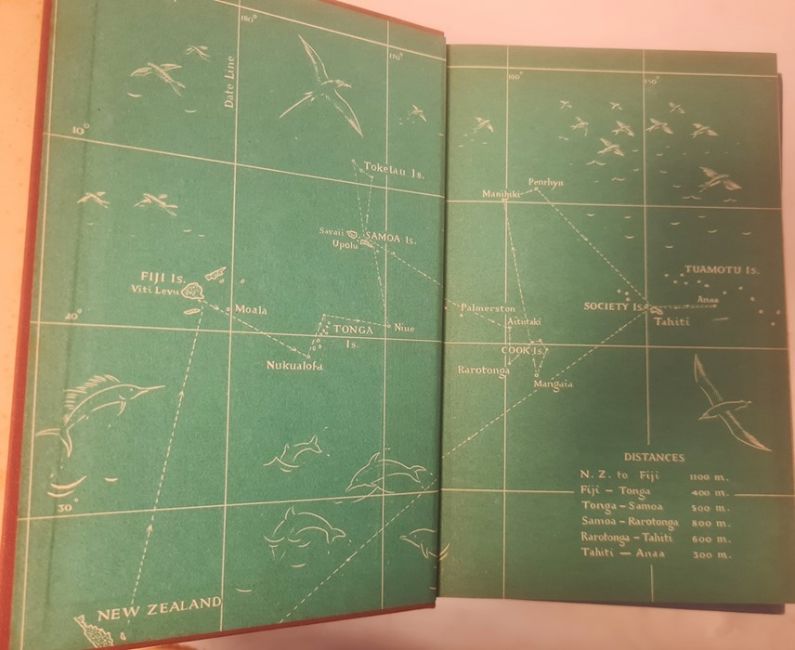 180°
170°
Date Line
10°
Tokelau Is.
Savaii
SAMOA Is.
Upolu
FIJI Is.
Viti Levu
Moala
20°
TONGA
Is.
Niue
Nukualofa
30°
NEW ZEALAND
160°
150°
Penrhyn
Manihiki
TUAMOTU Is.
Palmerston
SOCIETY Is.
Anaa
Aitutaki
Tahiti
COOK Is.
Rarotonga
Mangaia
DISTANCES
N. Z. to Fiji 1100 m.
Fiji - Tonga 400 m.
Tonga - Samoa 500 m.
Samoa - Rarotonga 800 m.
Rarotonga - Tahiti 600 m.
Tahiti — Anaa 300 m.